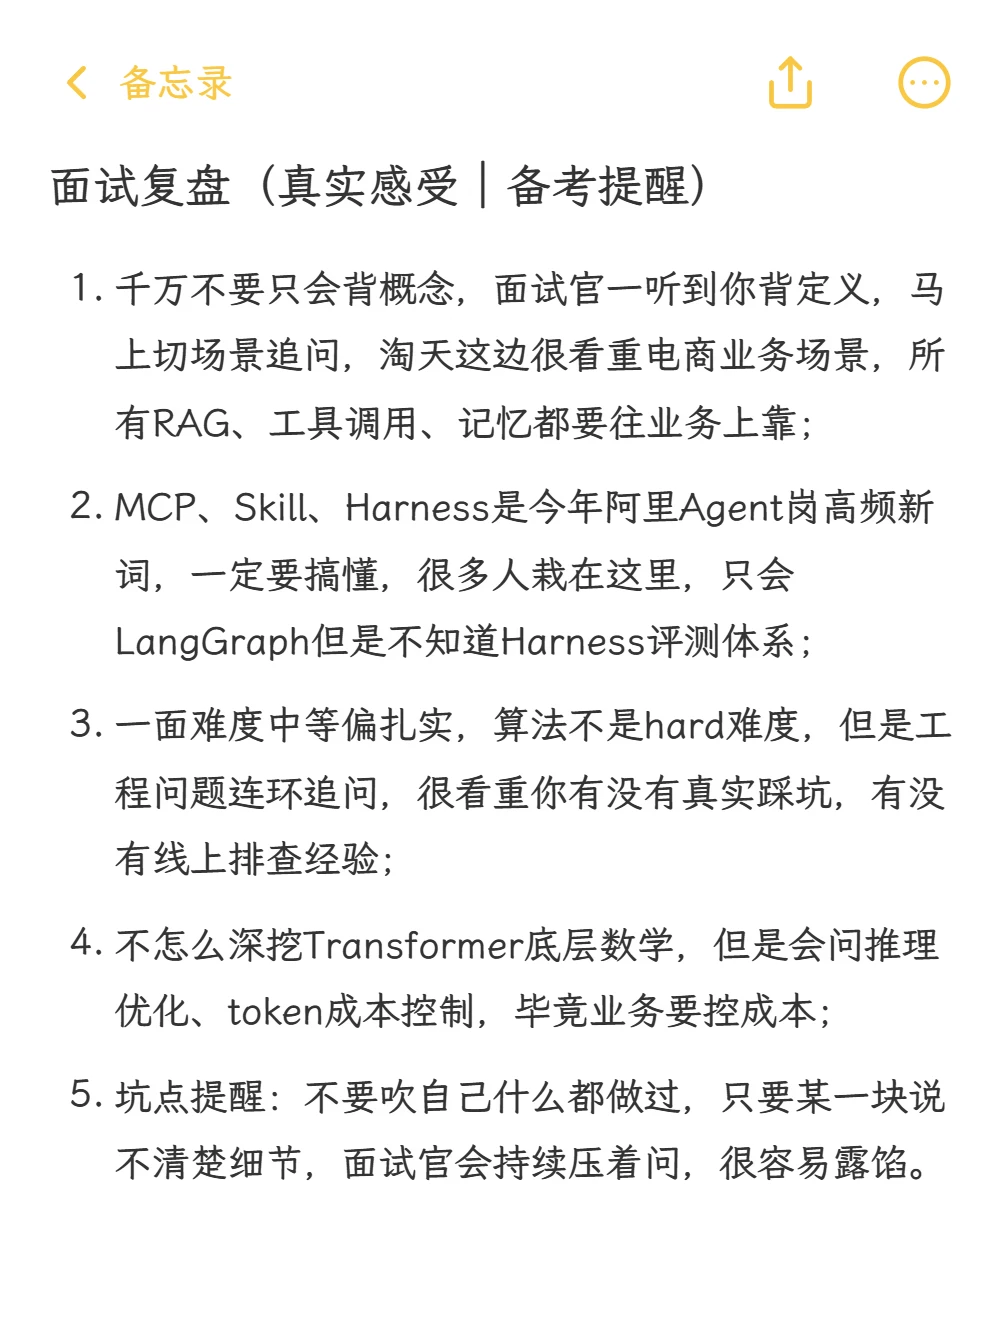 备忘录
面试复盘（真实感受｜备考提醒）
1. 千万不要只会背概念，面试官一听到你背定义，马
上切场景追问，淘天这边很看重电商业务场景，所
有RAG、工具调用、记忆都要往业务上靠；
2. MCP、Skill、Harness是今年阿里Agent岗高频新
词，一定要搞懂，很多人栽在这里，只会
LangGraph但是不知道Harness评测体系；
3. 一面难度中等偏扎实，算法不是hard难度，但是工
程问题连环追问，很看重你有没有真实踩坑，有没
有线上排查经验；
4. 不怎么深挖Transformer底层数学，但是会问推理
优化、token成本控制，毕竟业务要控成本；
5. 坑点提醒：不要吹自己什么都做过，只要某一块说
不清楚细节，面试官会持续压着问，很容易露馅。